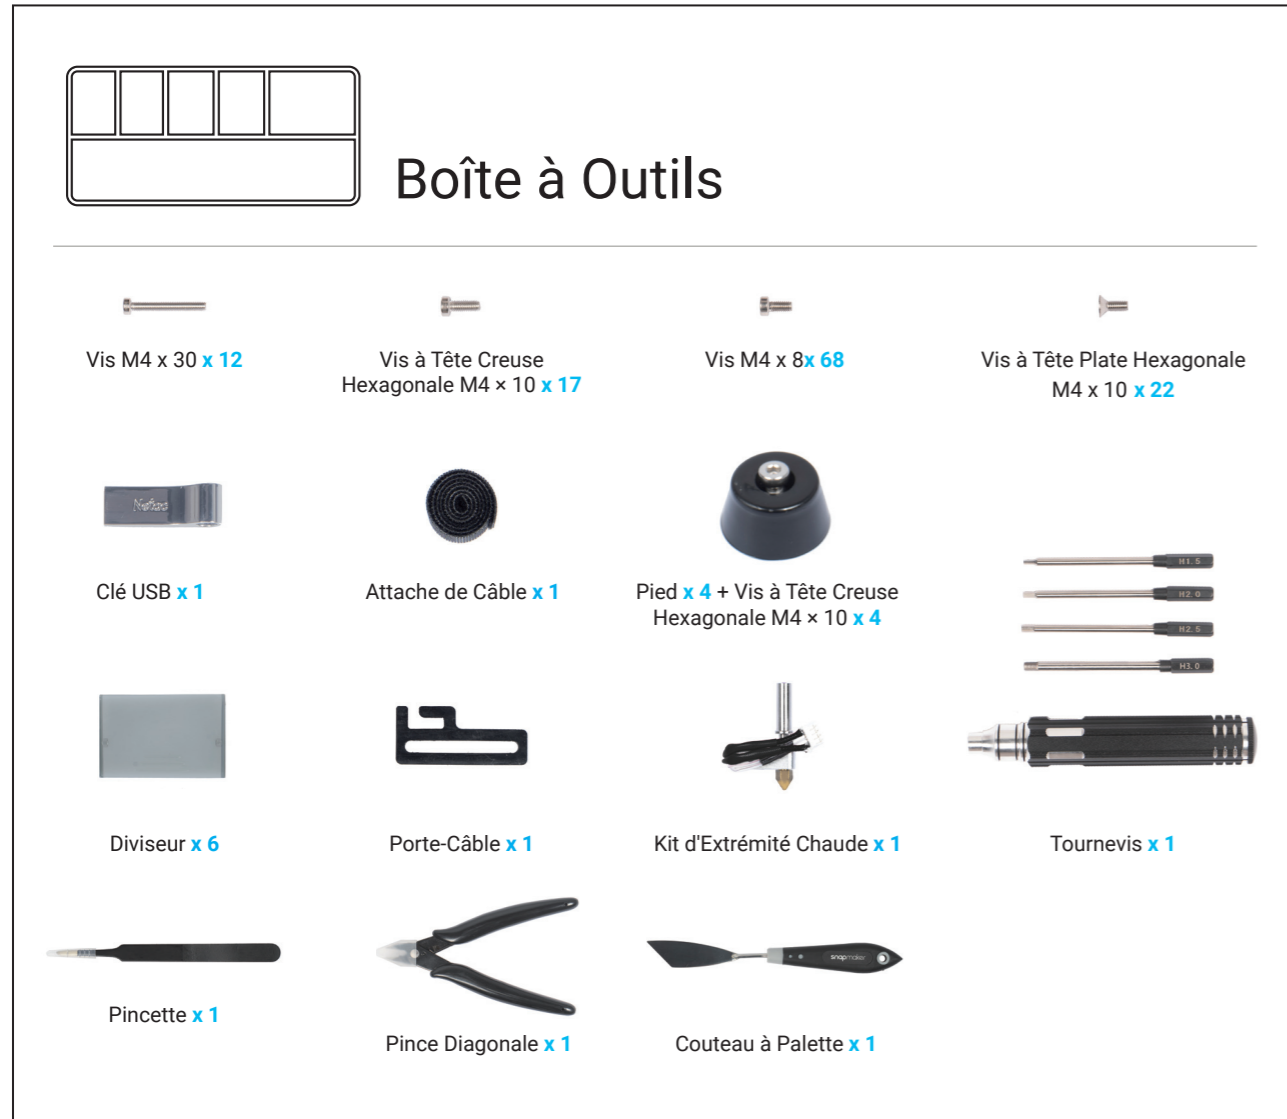 Boîte à Outils
Vis M4 x 30 x 12
Vis à Tête Creuse
Hexagonale M4 × 10 x 17
Vis M4 x 8x 68
Vis à Tête Plate Hexagonale
M4 x 10 x 22
Clé USB x 1
Attache de Câble x 1
Pied x 4 + Vis à Tête Creuse
Hexagonale M4 × 10 x 4
H1.5
H2.0
H2.5
H3.0
Diviseur x 6
Porte-Câble x 1
Kit d'Extrémité Chaude x 1
Tournevis x 1
snapmaker
Pincette x 1
Pince Diagonale x 1
Couteau à Palette x 1